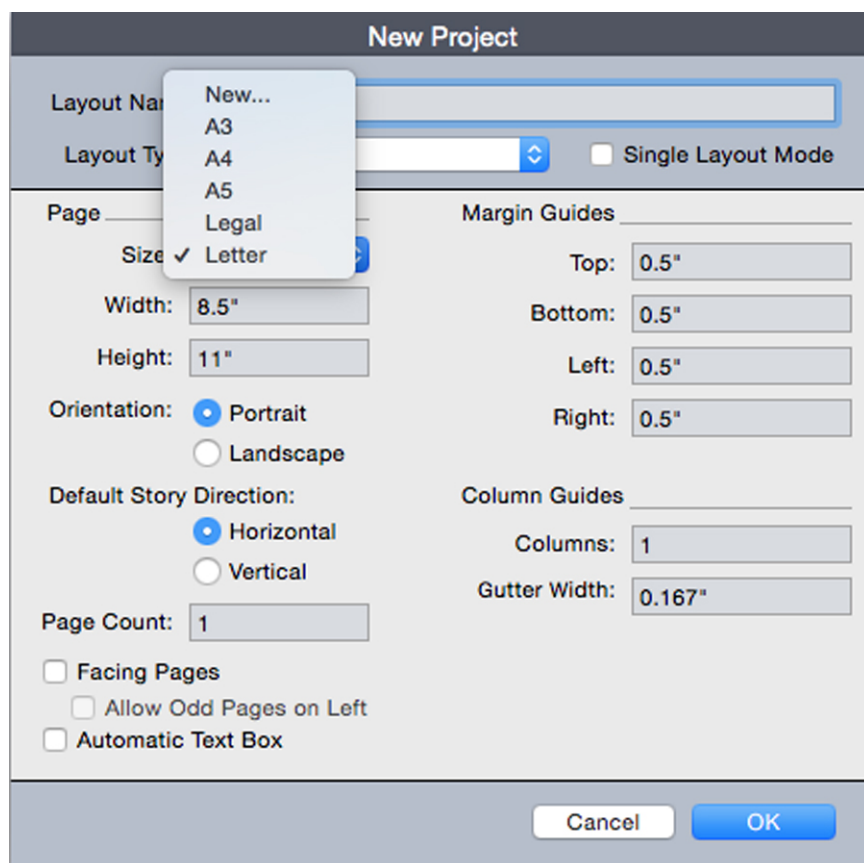 New Project
Layout Na
New...
A3
Layout Ty
A4
Single Layout Mode
A5
Page
Legal
Margin Guides
Size
Letter
Top: 0.5"
Width: 8.5"
Bottom: 0.5"
Height: 11"
Left: 0.5"
Orientation: Portrait
Right: 0.5"
Landscape
Default Story Direction:
Column Guides
Horizontal
Columns: 1
Vertical
Gutter Width: 0.167"
Page Count: 1
Facing Pages
Allow Odd Pages on Left
Automatic Text Box
Cancel
OK